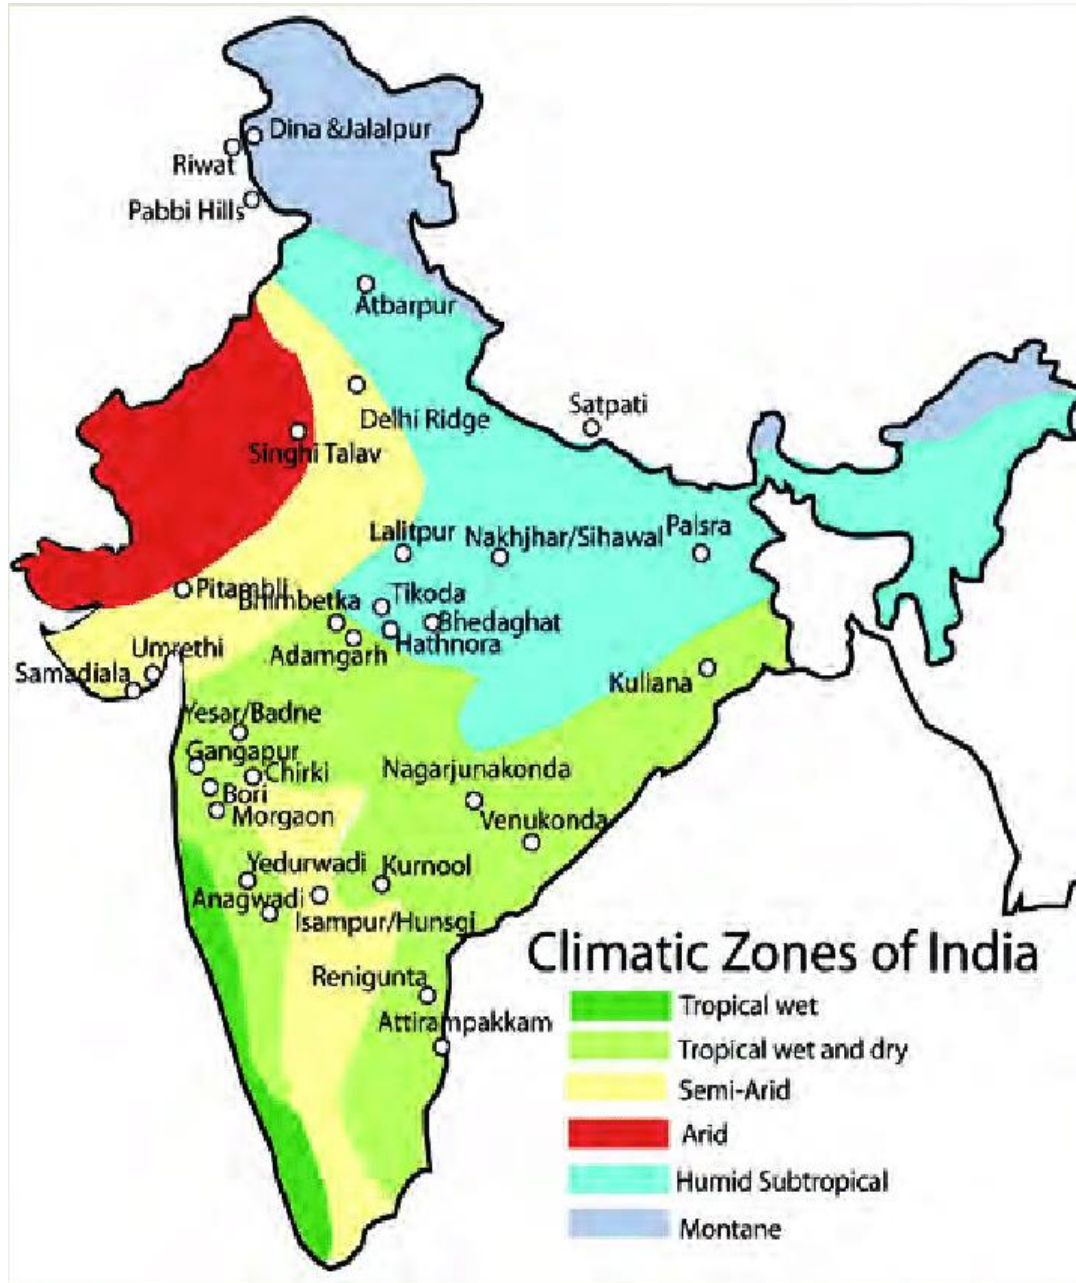 Dina &Jalalpur
Riwat
Pabbi Hills
Atbarpur
Delhi Ridge
Satpati
Singhi Talav
Lalitpur
Nakhjhar/Sihawal
Paisra
Pitambli
Bhimbetka
Tikoda
Bhedaghat
Hathnora
Adamgarh
Umrethi
Samadiala
Kuliana
Yesar/Badne
Gangapur
Chirki
Nagarjunakonda
Bori
Morgaon
Venukonda
Yedurwadi
Kurnool
Anagwadi
Isampur/Hunsgi
Climatic Zones of India
Renigunta
Attirampakkam
Tropical wet
Tropical wet and dry
Semi-Arid
Arid
Humid Subtropical
Montane